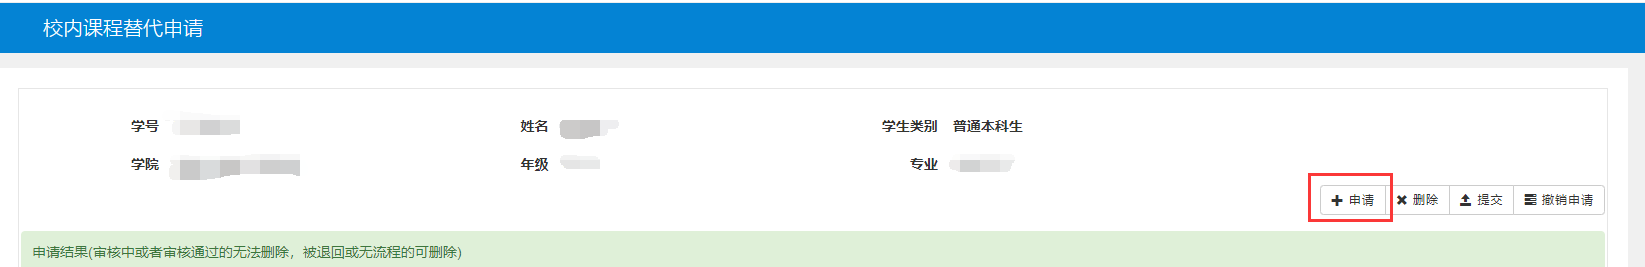 校内课程替代申请
学号 姓名 学生类别 普通本科生
学院 年级 专业
申请 删除 提交 撤销申请
申请结果(审核中或者审核通过的无法删除，被退回或无流程的可删除)